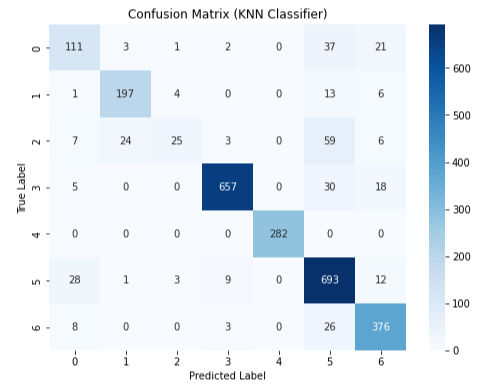 Confusion Matrix (KNN Classifier)
0 111 3 1 2 0 37 21
1 1 197 4 0 0 13 6
2 7 24 25 3 0 59 6
3 5 0 0 657 0 30 18
4 0 0 0 0 282 0 0
5 28 1 3 9 0 693 12
6 8 0 0 3 0 26 376
0 1 2 3 4 5 6
True Label
Predicted Label
600
500
400
300
200
100
0